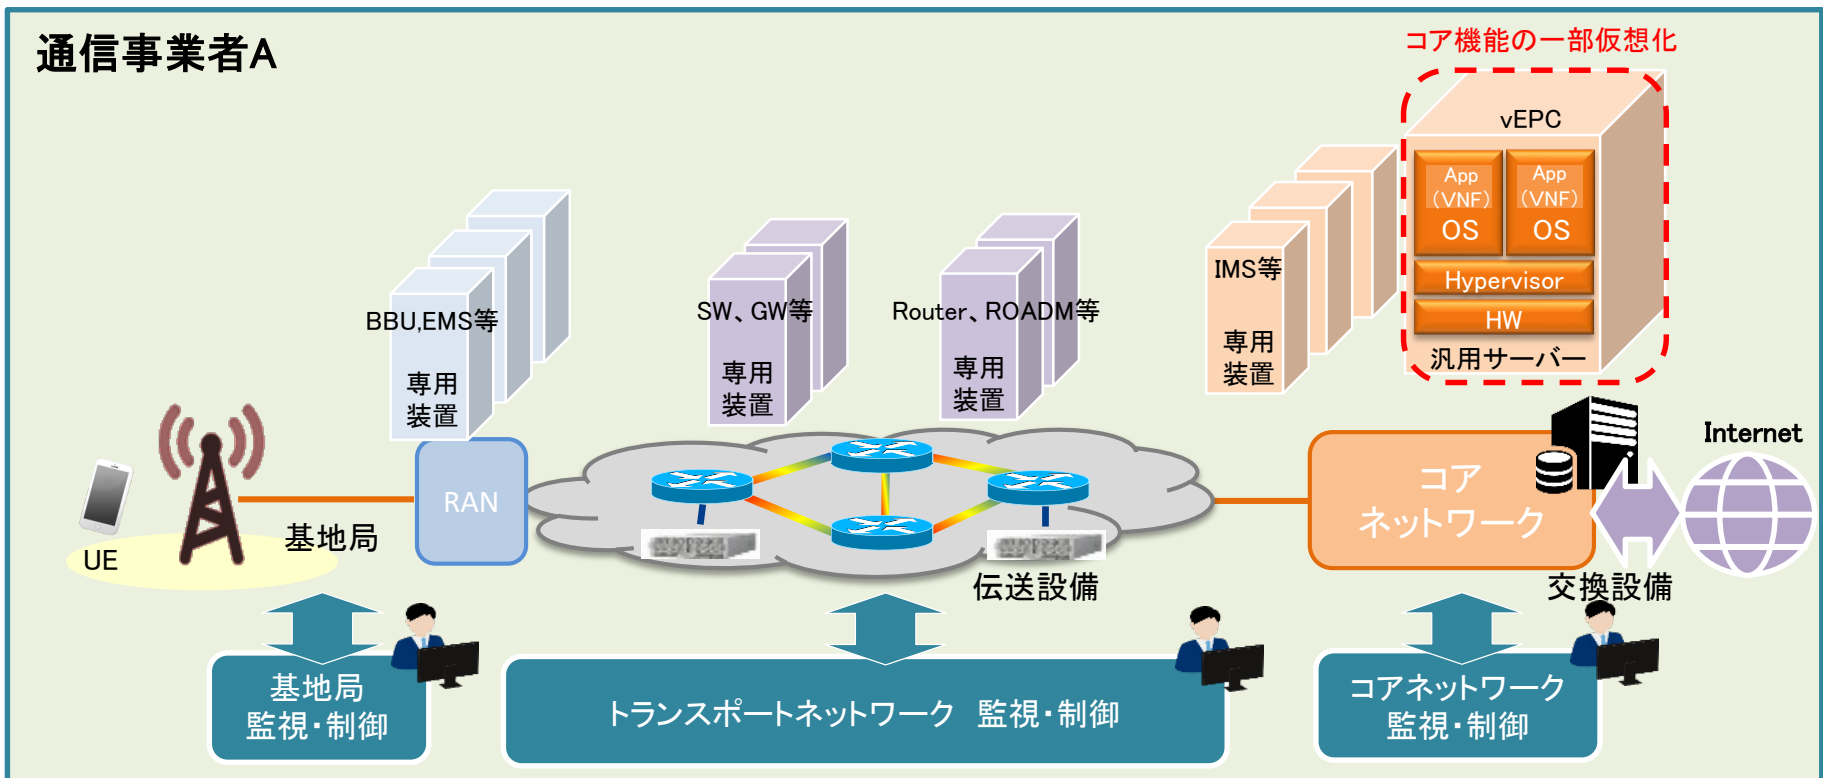 通信事業者A
コア機能の一部仮想化
vEPC
App
(VNF)
OS
App
(VNF)
OS
Hypervisor
HW
汎用サーバー
IMS等
専用
装置
BBU,EMS等
専用
装置
SW、GW等
専用
装置
Router、ROADM等
専用
装置
UE
基地局
RAN
伝送設備
コア
ネットワーク
交換設備
Internet
基地局
監視・制御
トランスポートネットワーク 監視・制御
コアネットワーク
監視・制御